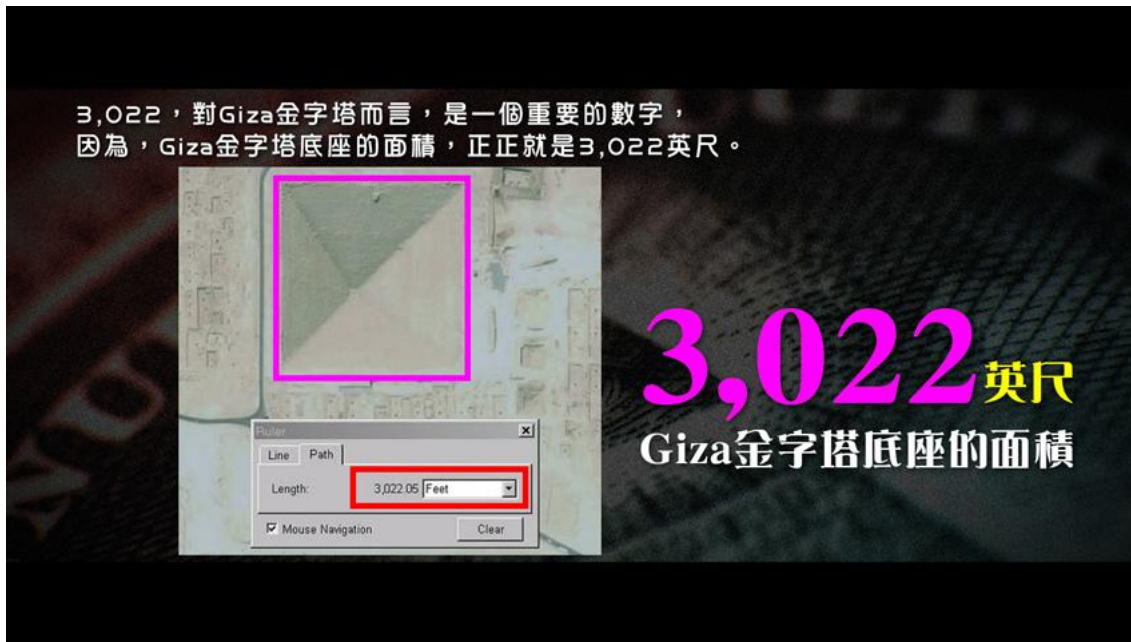 3,022，對Giza金字塔而言，是一個重要的數字，
因為，Giza金字塔底座的面積，正正就是3,022英尺。
Ruler
Line Path
Length: 3,022.05 Feet
Mouse Navigation Clear
3,022英尺
Giza金字塔底座的面積